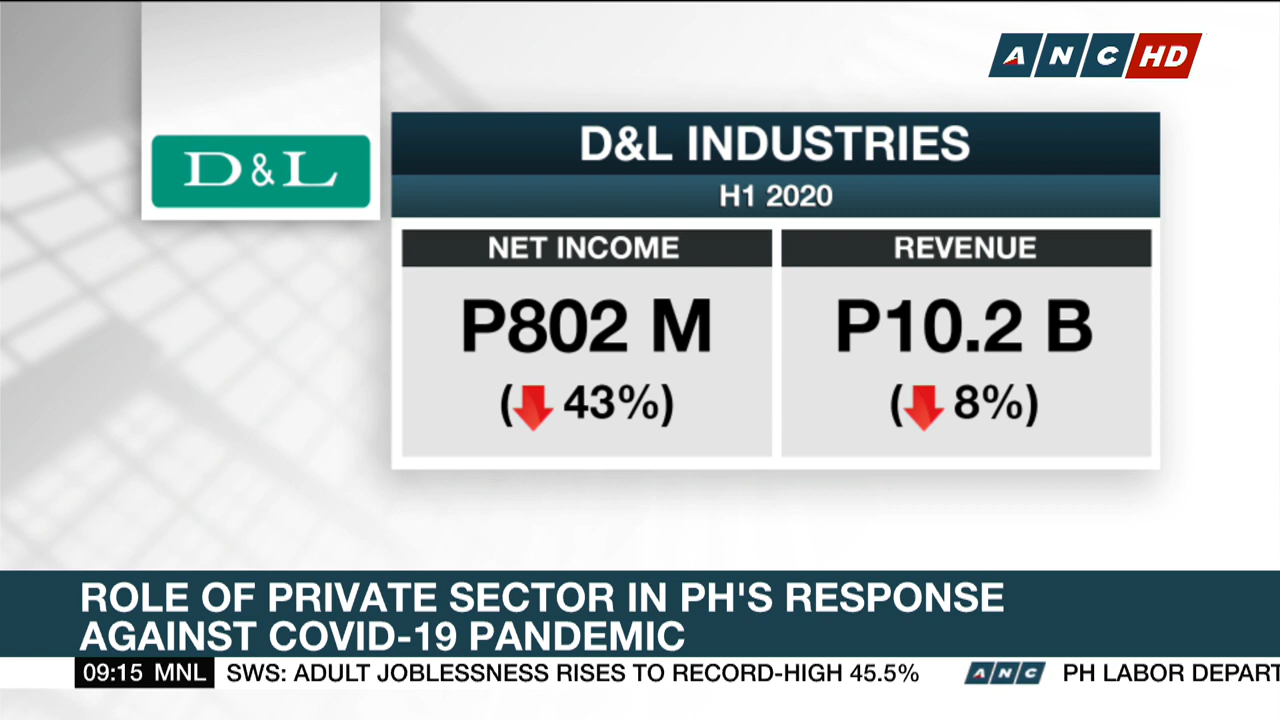 ANC HD
D&L
D&L INDUSTRIES
H1 2020
NET INCOME
P802 M
(43%)
REVENUE
P10.2 B
(8%)
ROLE OF PRIVATE SECTOR IN PH'S RESPONSE
AGAINST COVID-19 PANDEMIC
09:15 MNL SWS: ADULT JOBLESSNESS RISES TO RECORD-HIGH 45.5% ANC PH LABOR DEPART